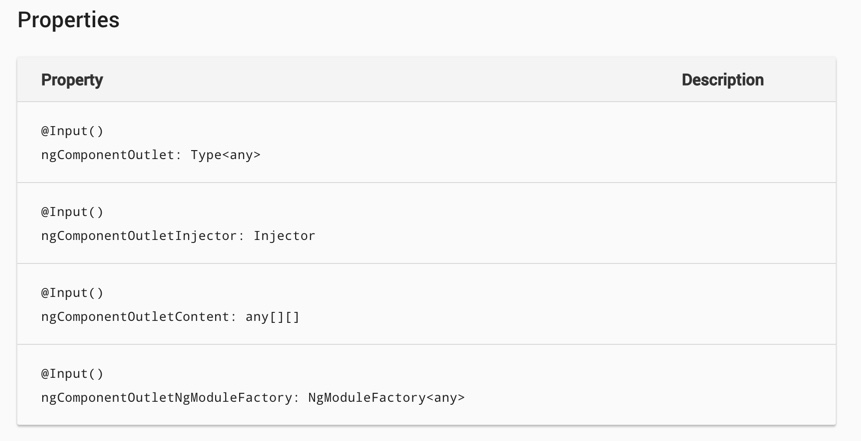 Properties
Property Description
@Input()
ngComponentOutlet: Type<any>
@Input()
ngComponentOutletInjector: Injector
@Input()
ngComponentOutletContent: any[][]
@Input()
ngComponentOutletNgModuleFactory: NgModuleFactory<any>